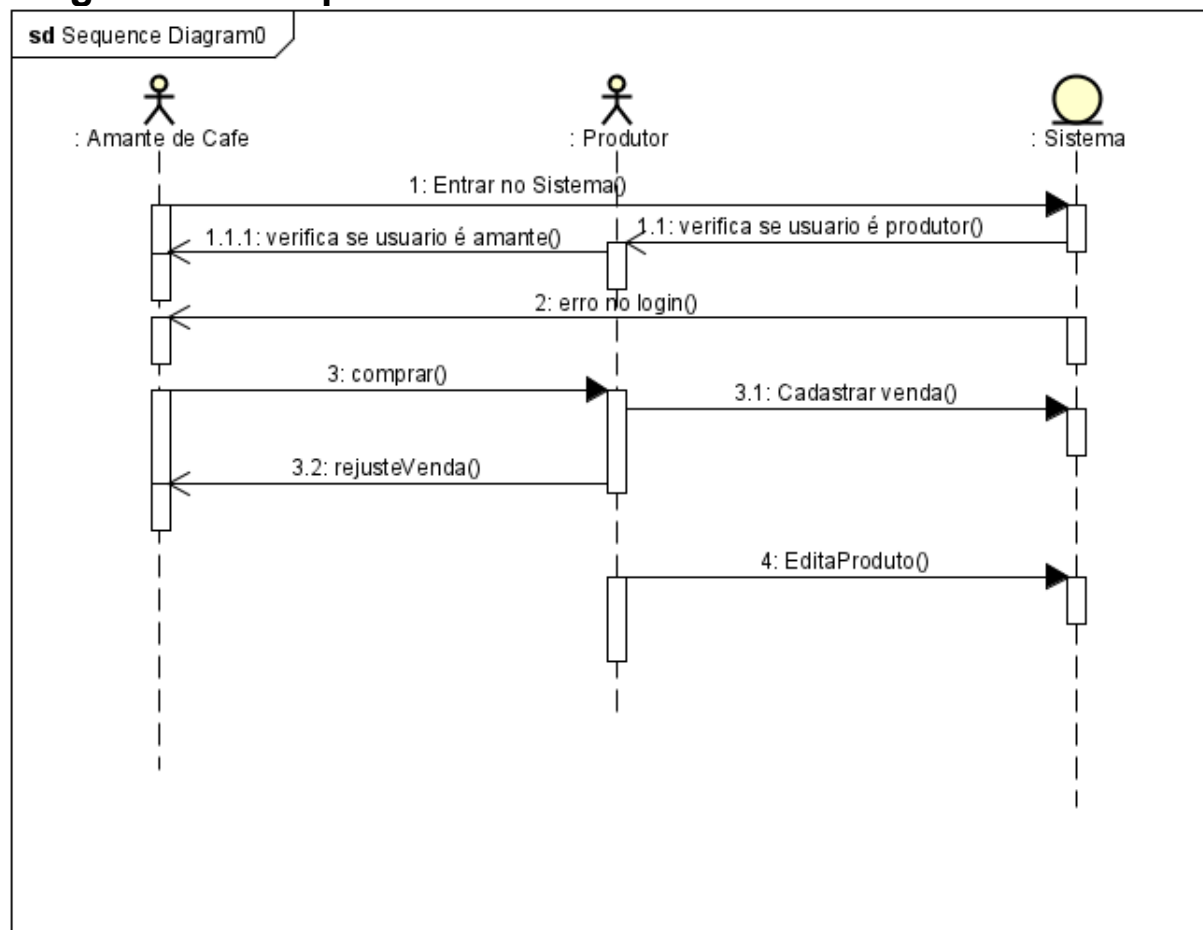 sd Sequence Diagram0
: Amante de Cafe
: Produtor
: Sistema
1: Entrar no Sistema()
1.1: verifica se usuario é produtor()
1.1.1: verifica se usuario é amante()
2: erro no login()
3: comprar()
3.1: Cadastrar venda()
3.2: rejusteVenda()
4: EditaProduto()